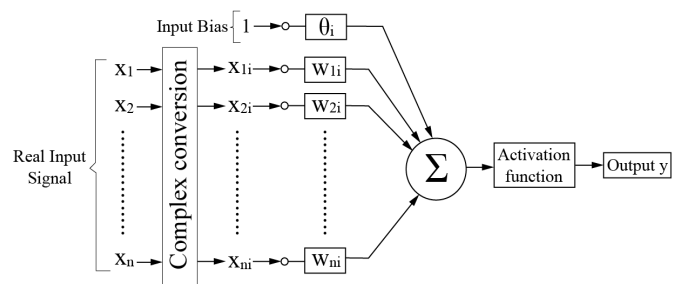 Input Bias { 1 θi
x1 x1i w1i
x2 x2i w2i
Real Input
Signal
Complex conversion
Σ
Activation
function
Output y
xn xni wni